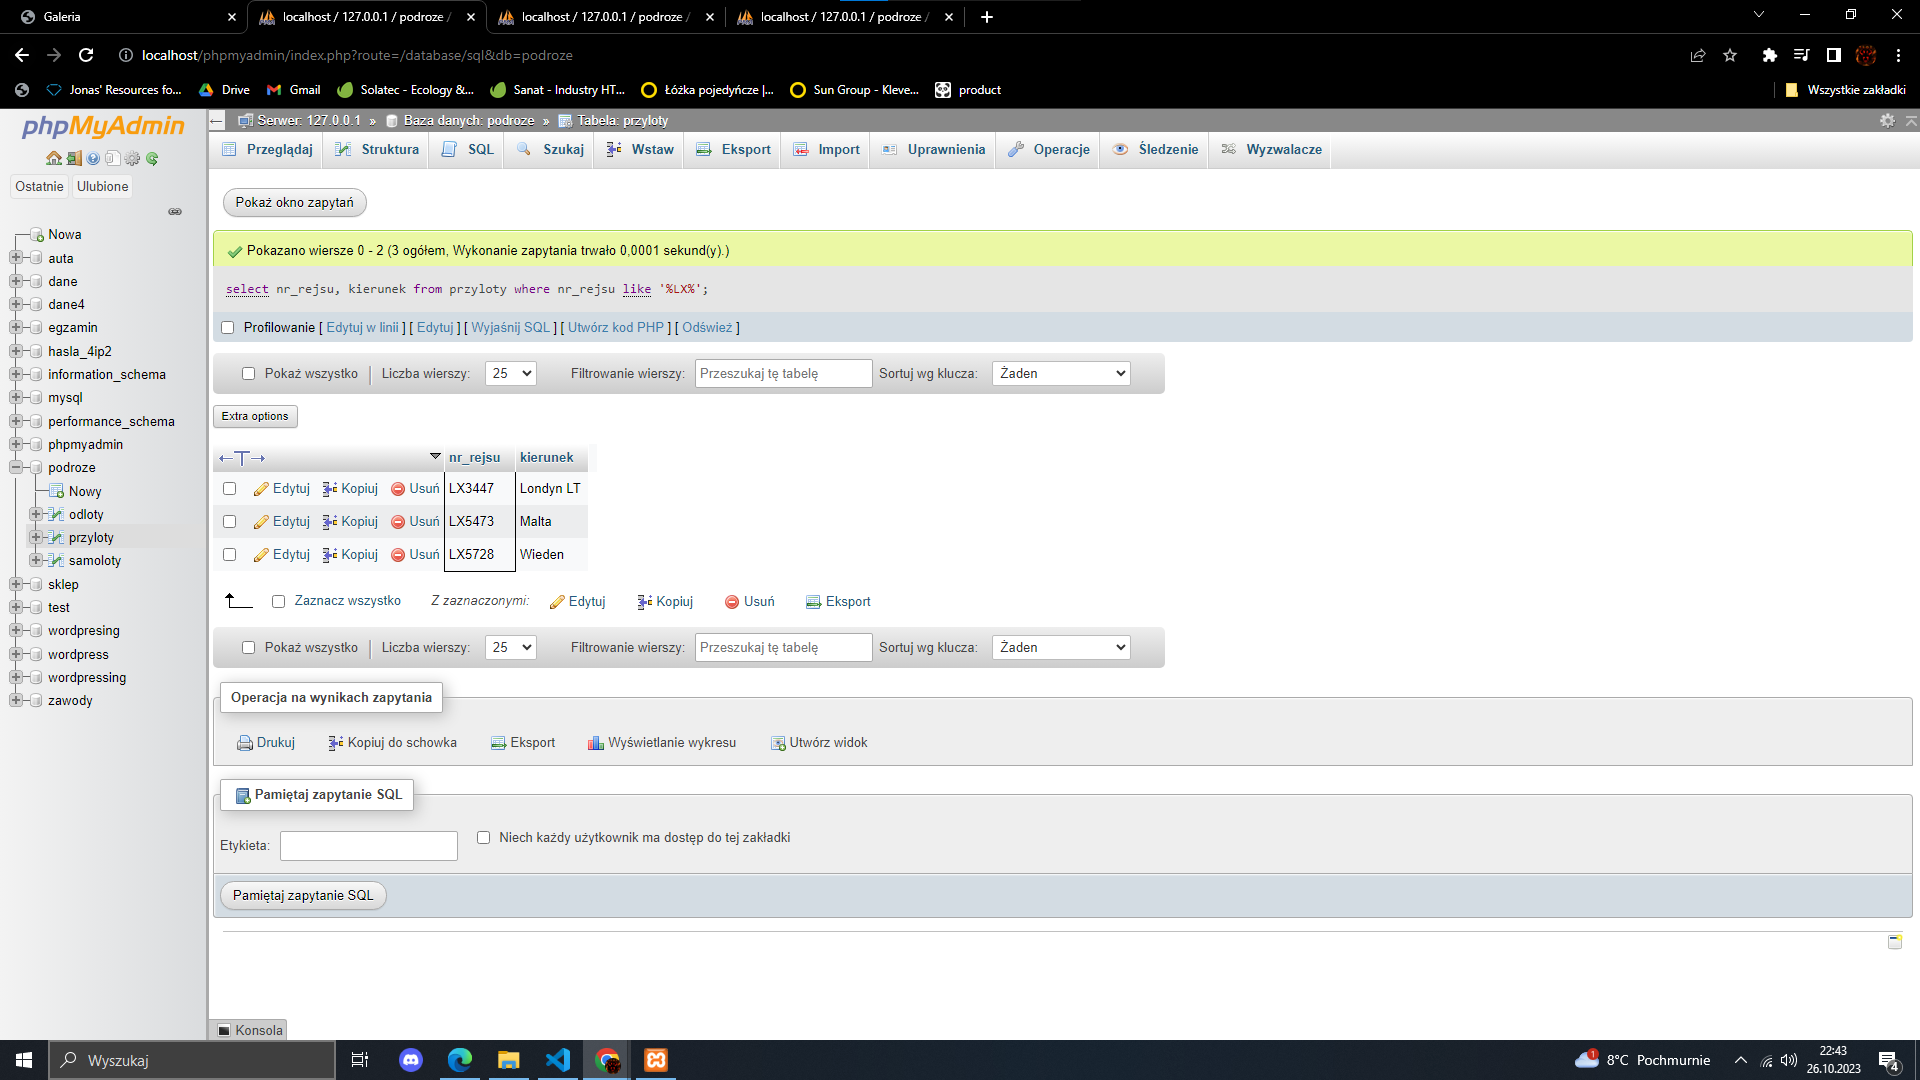 Galeria
localhost / 127.0.0.1 / podroze /
localhost / 127.0.0.1 / podroze /
localhost / 127.0.0.1 / podroze /
localhost/phpmyadmin/index.php?route=/database/sql&db=podroze
Jonas' Resources fo...
Drive
Gmail
Solatec - Ecology &...
Sanat - Industry HT...
Łóżka pojedyńcze |...
Sun Group - Kleve...
product
Wszystkie zakładki
phpMyAdmin
Ostatnie
Ulubione
Nowa
auta
dane
dane4
egzamin
hasla_4ip2
information_schema
mysql
performance_schema
phpmyadmin
podroze
Nowy
odloty
przyloty
samoloty
sklep
test
wordpresing
wordpress
wordpressing
zawody
Serwer: 127.0.0.1 » Baza danych: podroze » Tabela: przyloty
Przeglądaj
Struktura
SQL
Szukaj
Wstaw
Eksport
Import
Uprawnienia
Operacje
Śledzenie
Wyzwalacze
Pokaż okno zapytań
Pokazano wiersze 0 - 2 (3 ogółem, Wykonanie zapytania trwało 0,0001 sekund(y).)
select nr_rejsu, kierunek from przyloty where nr_rejsu like '%LX%';
Profilowanie [ Edytuj w linii ] [ Edytuj ] [ Wyjaśnij SQL ] [ Utwórz kod PHP ] [ Odśwież ]
Pokaż wszystko | Liczba wierszy: 25 Filtrowanie wierszy: Przeszukaj tę tabelę Sortuj wg klucza: Żaden
Extra options
nr_rejsu kierunek
Edytuj Kopiuj Usuń LX3447 Londyn LT
Edytuj Kopiuj Usuń LX5473 Malta
Edytuj Kopiuj Usuń LX5728 Wieden
Zaznacz wszystko Z zaznaczonymi: Edytuj Kopiuj Usuń Eksport
Pokaż wszystko | Liczba wierszy: 25 Filtrowanie wierszy: Przeszukaj tę tabelę Sortuj wg klucza: Żaden
Operacja na wynikach zapytania
Drukuj Kopiuj do schowka Eksport Wyświetlanie wykresu Utwórz widok
Pamiętaj zapytanie SQL
Etykieta: Niech każdy użytkownik ma dostęp do tej zakładki
Pamiętaj zapytanie SQL
Konsola
Wyszukaj
1
8°C Pochmurnie
22:43
26.10.2023
4